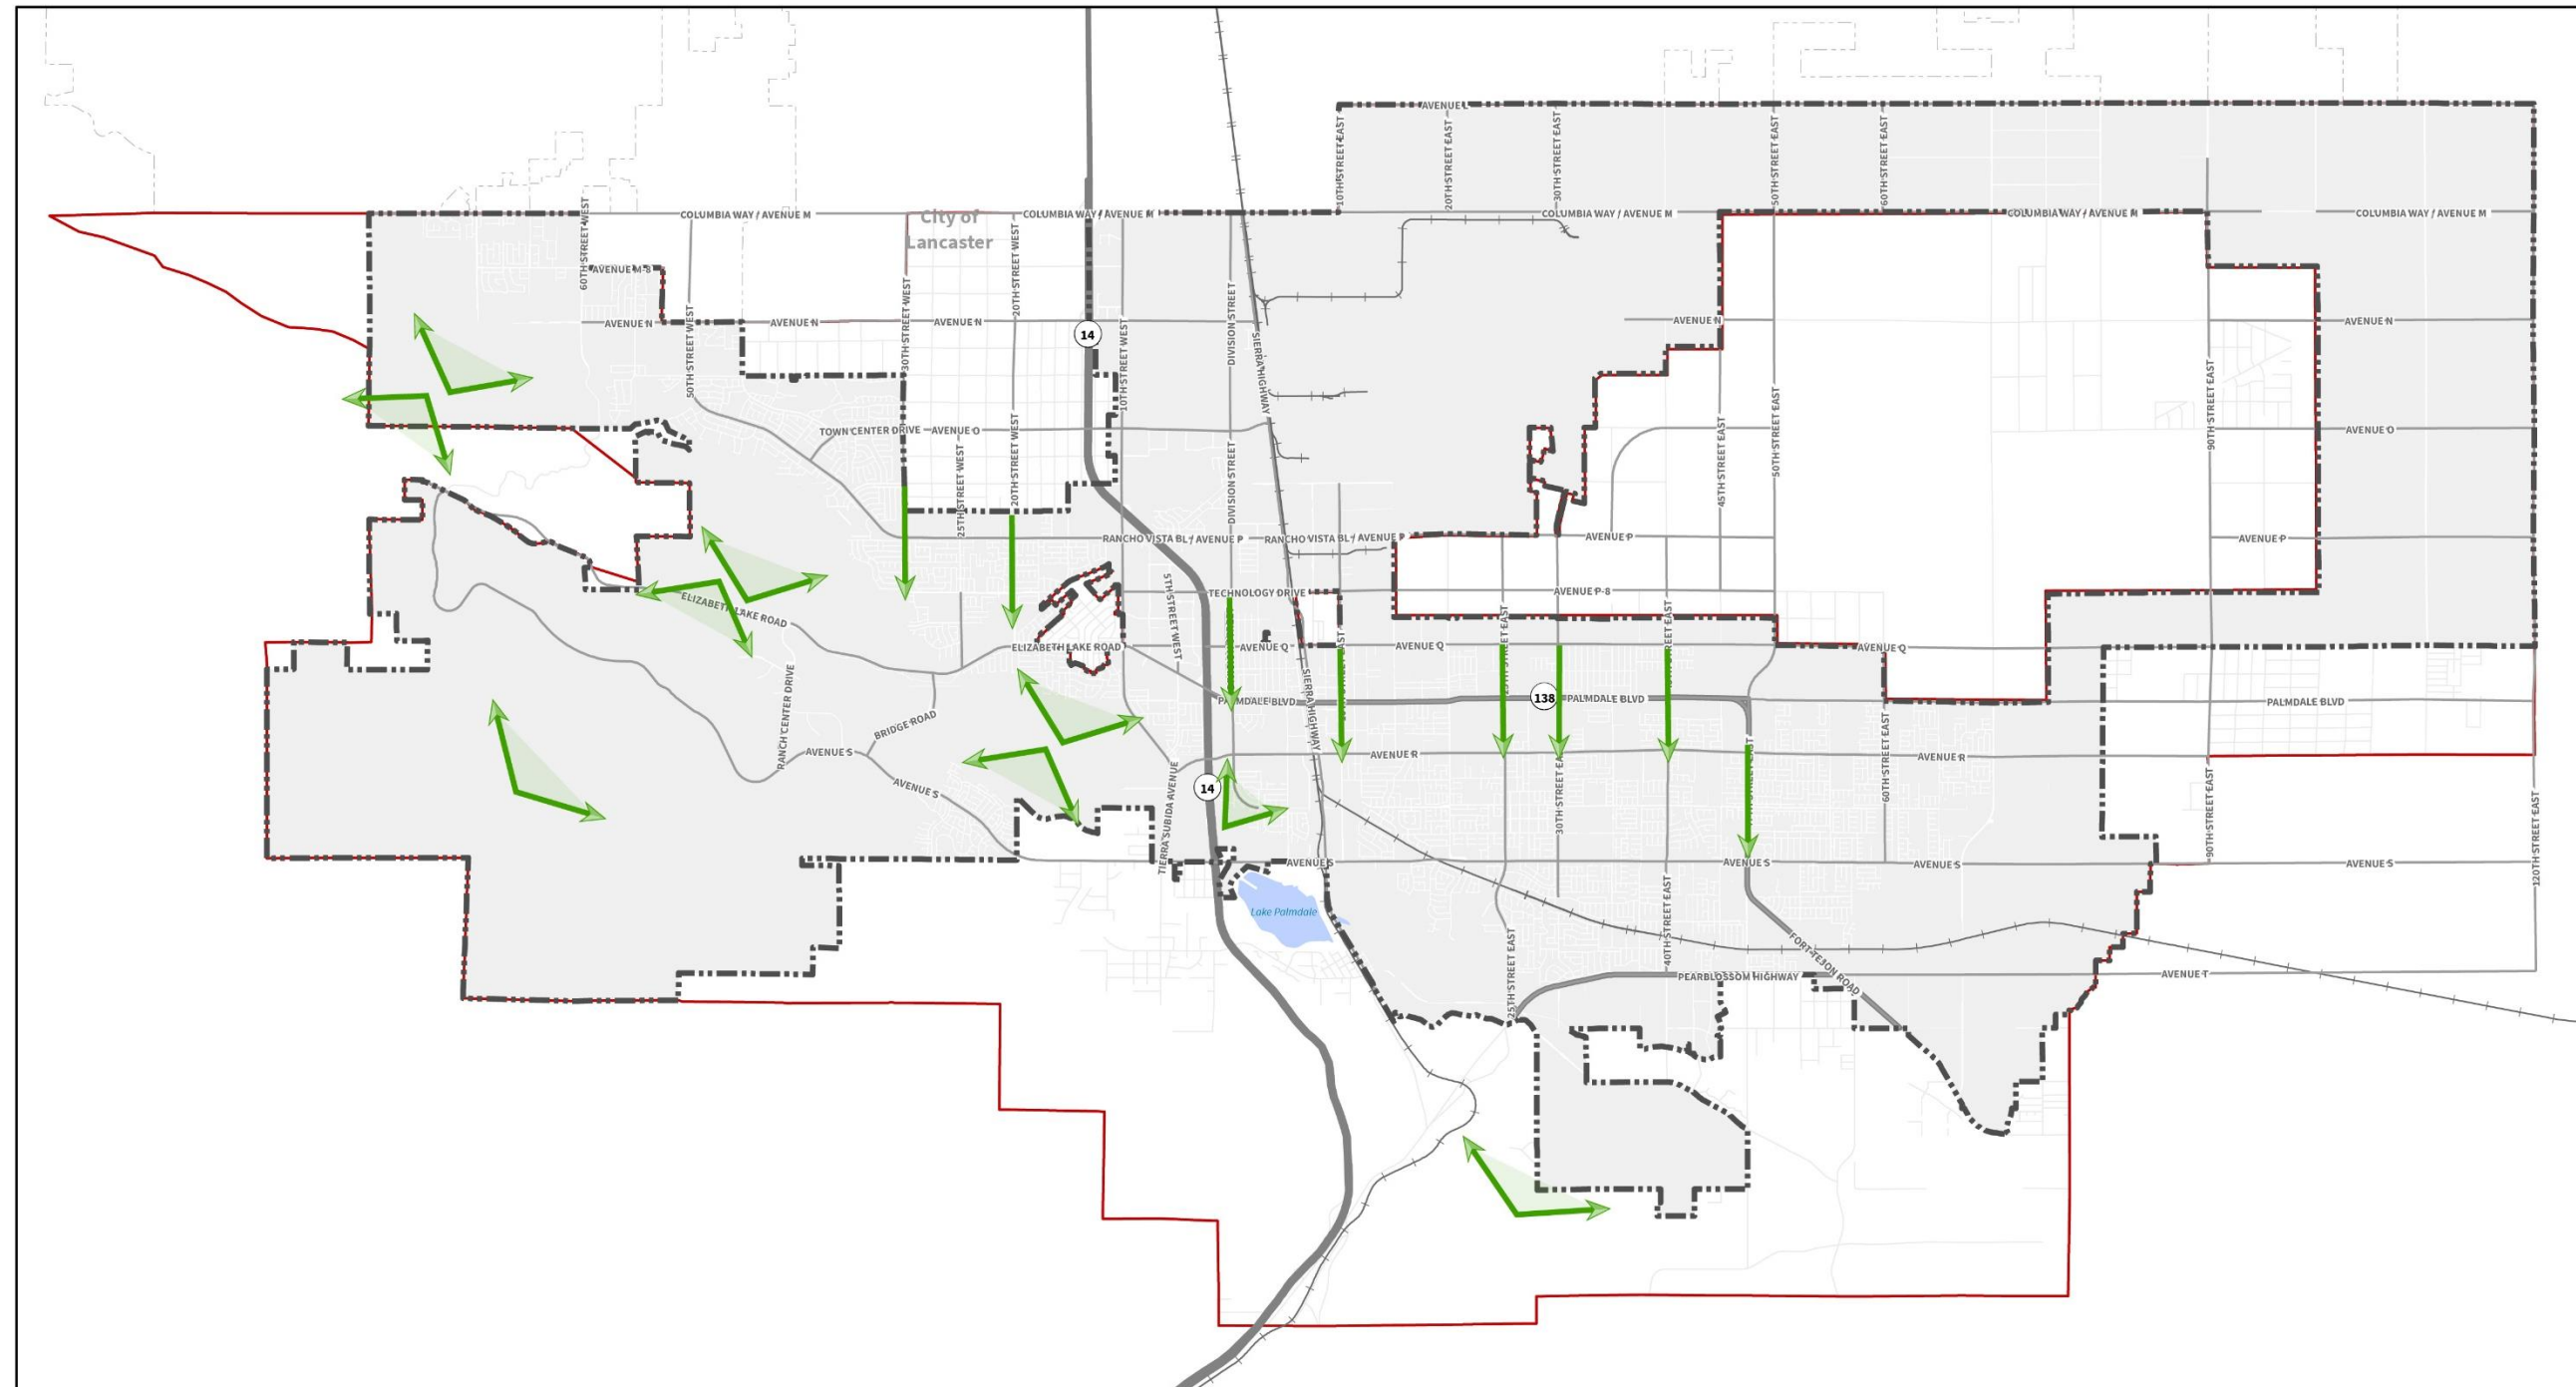 AVENUE L
10TH STREET EAST
20TH STREET EAST
30TH STREET EAST
50TH STREET EAST
60TH STREET EAST
COLUMBIA WAY / AVENUE M
City of
Lancaster
COLUMBIA WAY / AVENUE M
COLUMBIA WAY / AVENUE M
COLUMBIA WAY / AVENUE M
COLUMBIA WAY / AVENUE M
60TH STREET WEST
AVENUE M-8
20TH STREET WEST
AVENUE N
50TH STREET WEST
AVENUE N
30TH STREET WEST
AVENUE N
14
10TH STREET WEST
DIVISION STREET
SIERRA HIGHWAY
AVENUE N
AVENUE N
TOWN CENTER DRIVE
AVENUE O
25TH STREET WEST
20TH STREET WEST
DIVISION STREET
45TH STREET EAST
50TH STREET EAST
90TH STREET EAST
AVENUE O
RANCHO VISTA BL / AVENUE P
RANCHO VISTA BL / AVENUE P
AVENUE P
AVENUE P
ELIZABETH LAKE ROAD
5TH STREET WEST
TECHNOLOGY DRIVE
AVENUE P-8
ELIZABETH LAKE ROAD
AVENUE Q
AVENUE Q
AVENUE Q
RANCH CENTER DRIVE
BRIDGE ROAD
AVENUE S
AVENUE S
PALMDALE BLVD
SIERRA HIGHWAY
138
PALMDALE BLVD
PALMDALE BLVD
AVENUE R
AVENUE R
60TH STREET EAST
14
TIERRA SUBIDA AVENUE
30TH STREET EAST
90TH STREET EAST
120TH STREET EAST
AVENUE S
AVENUE S
AVENUE S
AVENUE S
Lake Palmdale
25TH STREET EAST
40TH STREET EAST
FORT TEJON ROAD
PEARBLOSSOM HIGHWAY
AVENUE T